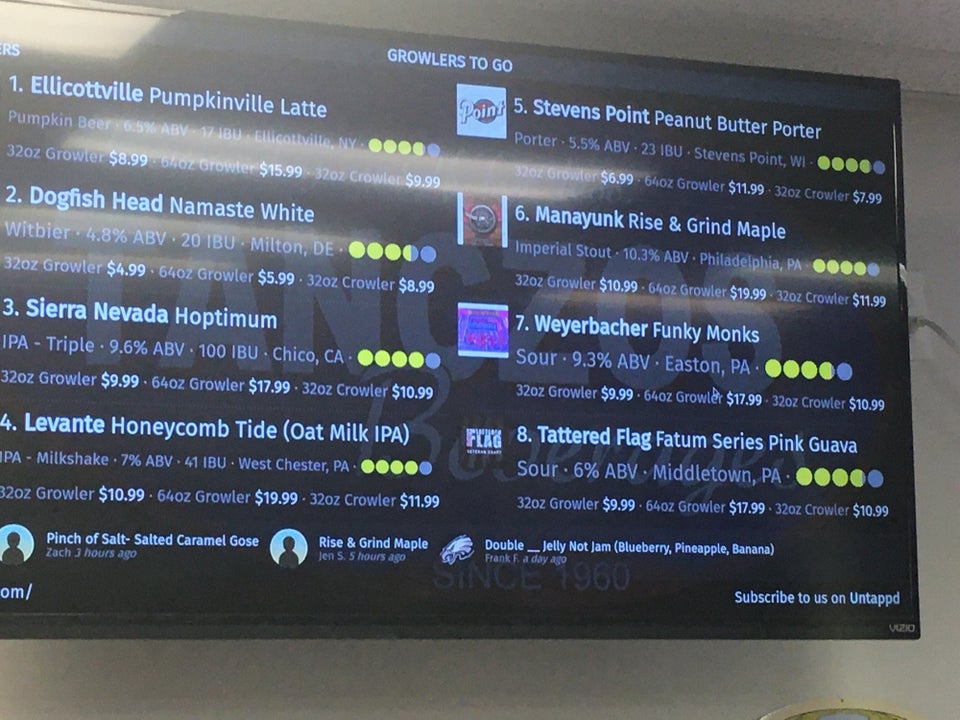 ERS
GROWLERS TO GO
1. Ellicottville Pumpkinville Latte
Pumpkin Beer · 6.5% ABV · 17 IBU · Ellicottville, NY ·
32oz Growler $8.99 · 64oz Growler $15.99 · 32oz Crowler $9.99
2. Dogfish Head Namaste White
Witbier · 4.8% ABV · 20 IBU · Milton, DE ·
32oz Growler $4.99 · 64oz Growler $5.99 · 32oz Crowler $8.99
3. Sierra Nevada Hoptimum
IPA - Triple · 9.6% ABV · 100 IBU · Chico, CA ·
32oz Growler $9.99 · 64oz Growler $17.99 · 32oz Crowler $10.99
4. Levante Honeycomb Tide (Oat Milk IPA)
IPA - Milkshake · 7% ABV · 41 IBU · West Chester, PA ·
32oz Growler $10.99 · 64oz Growler $19.99 · 32oz Crowler $11.99
Point
5. Stevens Point Peanut Butter Porter
Porter · 5.5% ABV · 23 IBU · Stevens Point, WI ·
32oz Growler $6.99 · 64oz Growler $11.99 · 32oz Crowler $7.99
6. Manayunk Rise & Grind Maple
Imperial Stout · 10.3% ABV · Philadelphia, PA ·
32oz Growler $10.99 · 64oz Growler $19.99 · 32oz Crowler $11.99
7. Weyerbacher Funky Monks
Sour · 9.3% ABV · Easton, PA ·
32oz Growler $9.99 · 64oz Growler $17.99 · 32oz Crowler $10.99
FLAG
8. Tattered Flag Fatum Series Pink Guava
Sour · 6% ABV · Middletown, PA ·
32oz Growler $9.99 · 64oz Growler $17.99 · 32oz Crowler $10.99
TANCZOS
Beverages
SINCE 1960
Pinch of Salt- Salted Caramel Gose
Zach 3 hours ago
Rise & Grind Maple
Jen S. 5 hours ago
Double __ Jelly Not Jam (Blueberry, Pineapple, Banana)
Frank F. a day ago
om/
Subscribe to us on Untappd
VIZIO